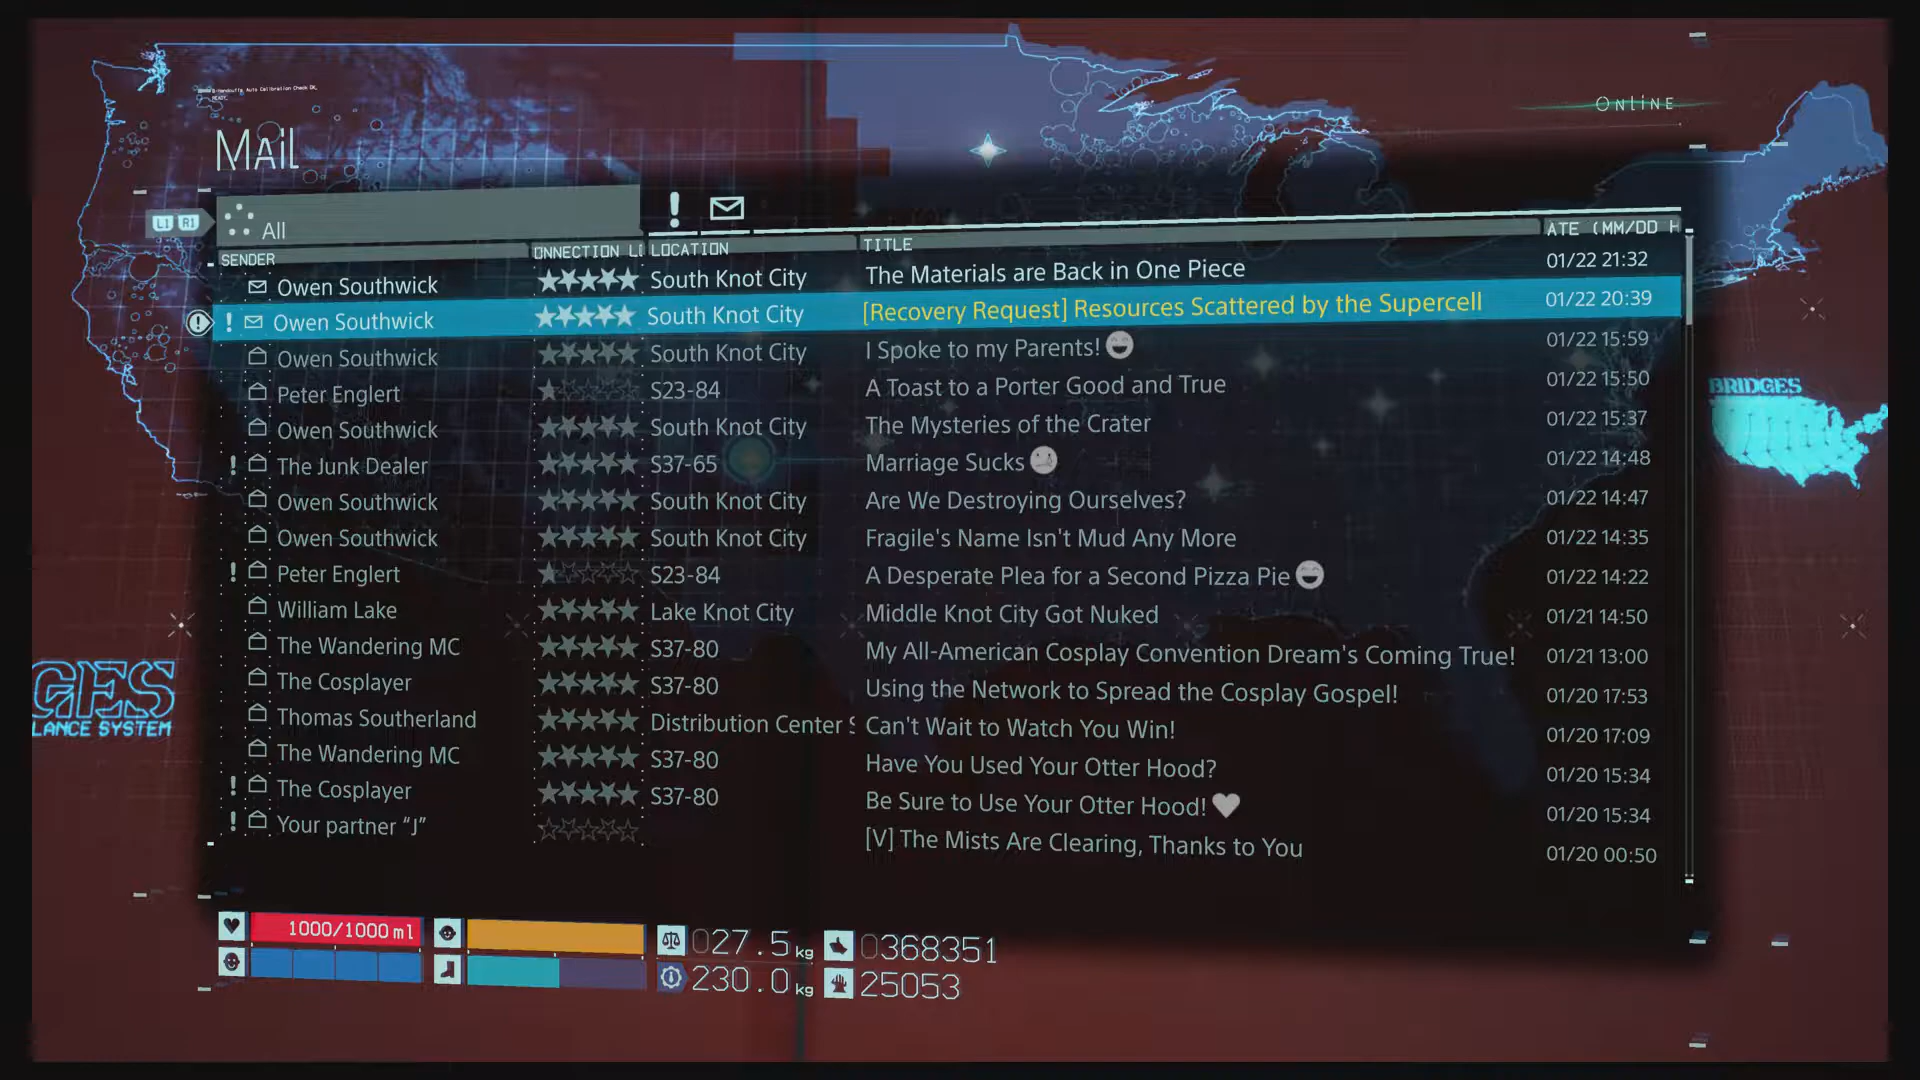 Auto Calibration Check OK,
READY.
ONLINE
MAIL
L1 R1
All
SENDER ONNECTION LOCATION TITLE ATE (MM/DD H
Owen Southwick South Knot City The Materials are Back in One Piece 01/22 21:32
! Owen Southwick South Knot City [Recovery Request] Resources Scattered by the Supercell 01/22 20:39
Owen Southwick South Knot City I Spoke to my Parents! 01/22 15:59
Peter Englert S23-84 A Toast to a Porter Good and True 01/22 15:50
Owen Southwick South Knot City The Mysteries of the Crater 01/22 15:37
! The Junk Dealer S37-65 Marriage Sucks 01/22 14:48
Owen Southwick South Knot City Are We Destroying Ourselves? 01/22 14:47
Owen Southwick South Knot City Fragile's Name Isn't Mud Any More 01/22 14:35
! Peter Englert S23-84 A Desperate Plea for a Second Pizza Pie 01/22 14:22
William Lake Lake Knot City Middle Knot City Got Nuked 01/21 14:50
The Wandering MC S37-80 My All-American Cosplay Convention Dream's Coming True! 01/21 13:00
The Cosplayer S37-80 Using the Network to Spread the Cosplay Gospel! 01/20 17:53
Thomas Southerland Distribution Center Can't Wait to Watch You Win! 01/20 17:09
The Wandering MC S37-80 Have You Used Your Otter Hood? 01/20 15:34
! The Cosplayer S37-80 Be Sure to Use Your Otter Hood! 01/20 15:34
! Your partner “J” [V] The Mists Are Clearing, Thanks to You 01/20 00:50
BRIDGES
GES
LANCE SYSTEM
1000/1000 ml 027.5 kg 0368351
230.0 kg 25053